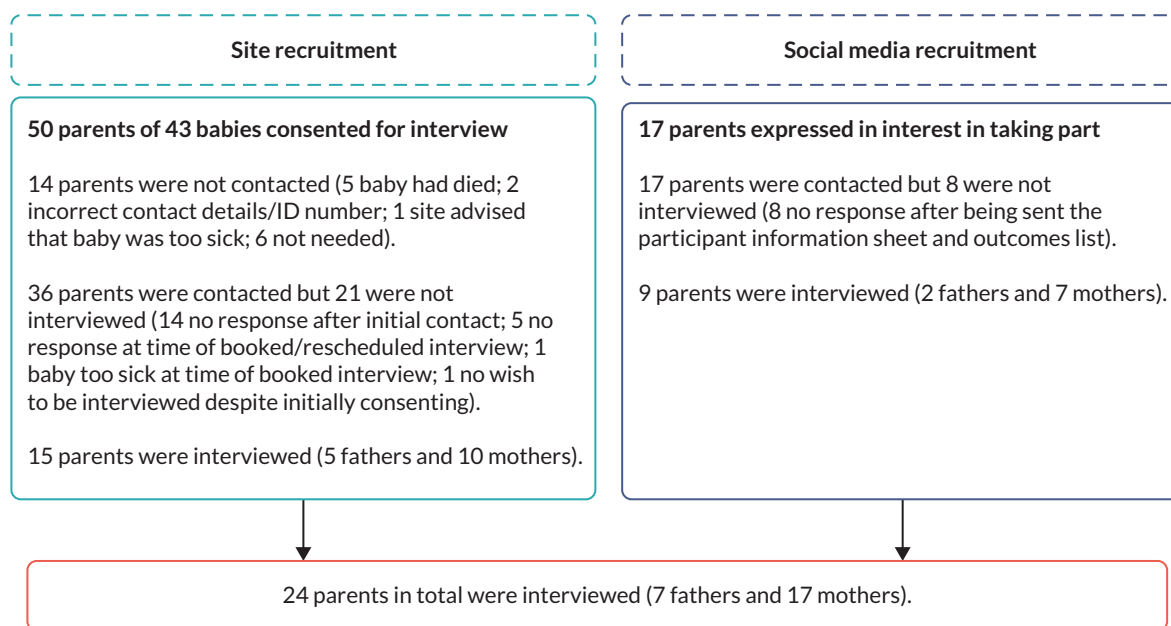 Site recruitment
50 parents of 43 babies consented for interview
14 parents were not contacted (5 baby had died; 2
incorrect contact details/ID number; 1 site advised
that baby was too sick; 6 not needed).
36 parents were contacted but 21 were not
interviewed (14 no response after initial contact; 5 no
response at time of booked/rescheduled interview; 1
baby too sick at time of booked interview; 1 no wish
to be interviewed despite initially consenting).
15 parents were interviewed (5 fathers and 10 mothers).
Social media recruitment
17 parents expressed in interest in taking part
17 parents were contacted but 8 were not
interviewed (8 no response after being sent the
participant information sheet and outcomes list).
9 parents were interviewed (2 fathers and 7 mothers).
24 parents in total were interviewed (7 fathers and 17 mothers).